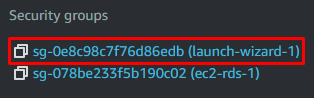 Security groups
sg-0e8c98c7f76d86edb (launch-wizard-1)
sg-078be233f5b190c02 (ec2-rds-1)